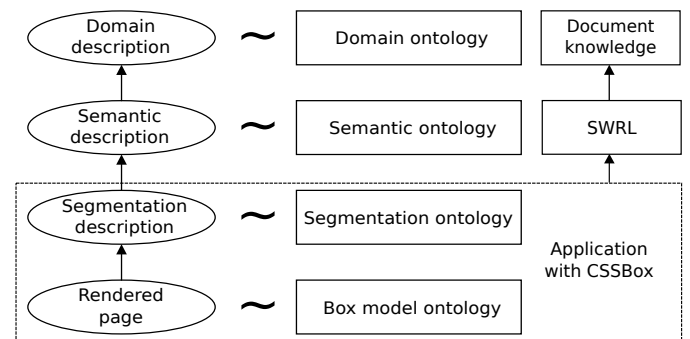 Domain
description
Domain ontology
Document
knowledge
Semantic
description
Semantic ontology
SWRL
Segmentation
description
Segmentation ontology
Application
with CSSBox
Rendered
page
Box model ontology